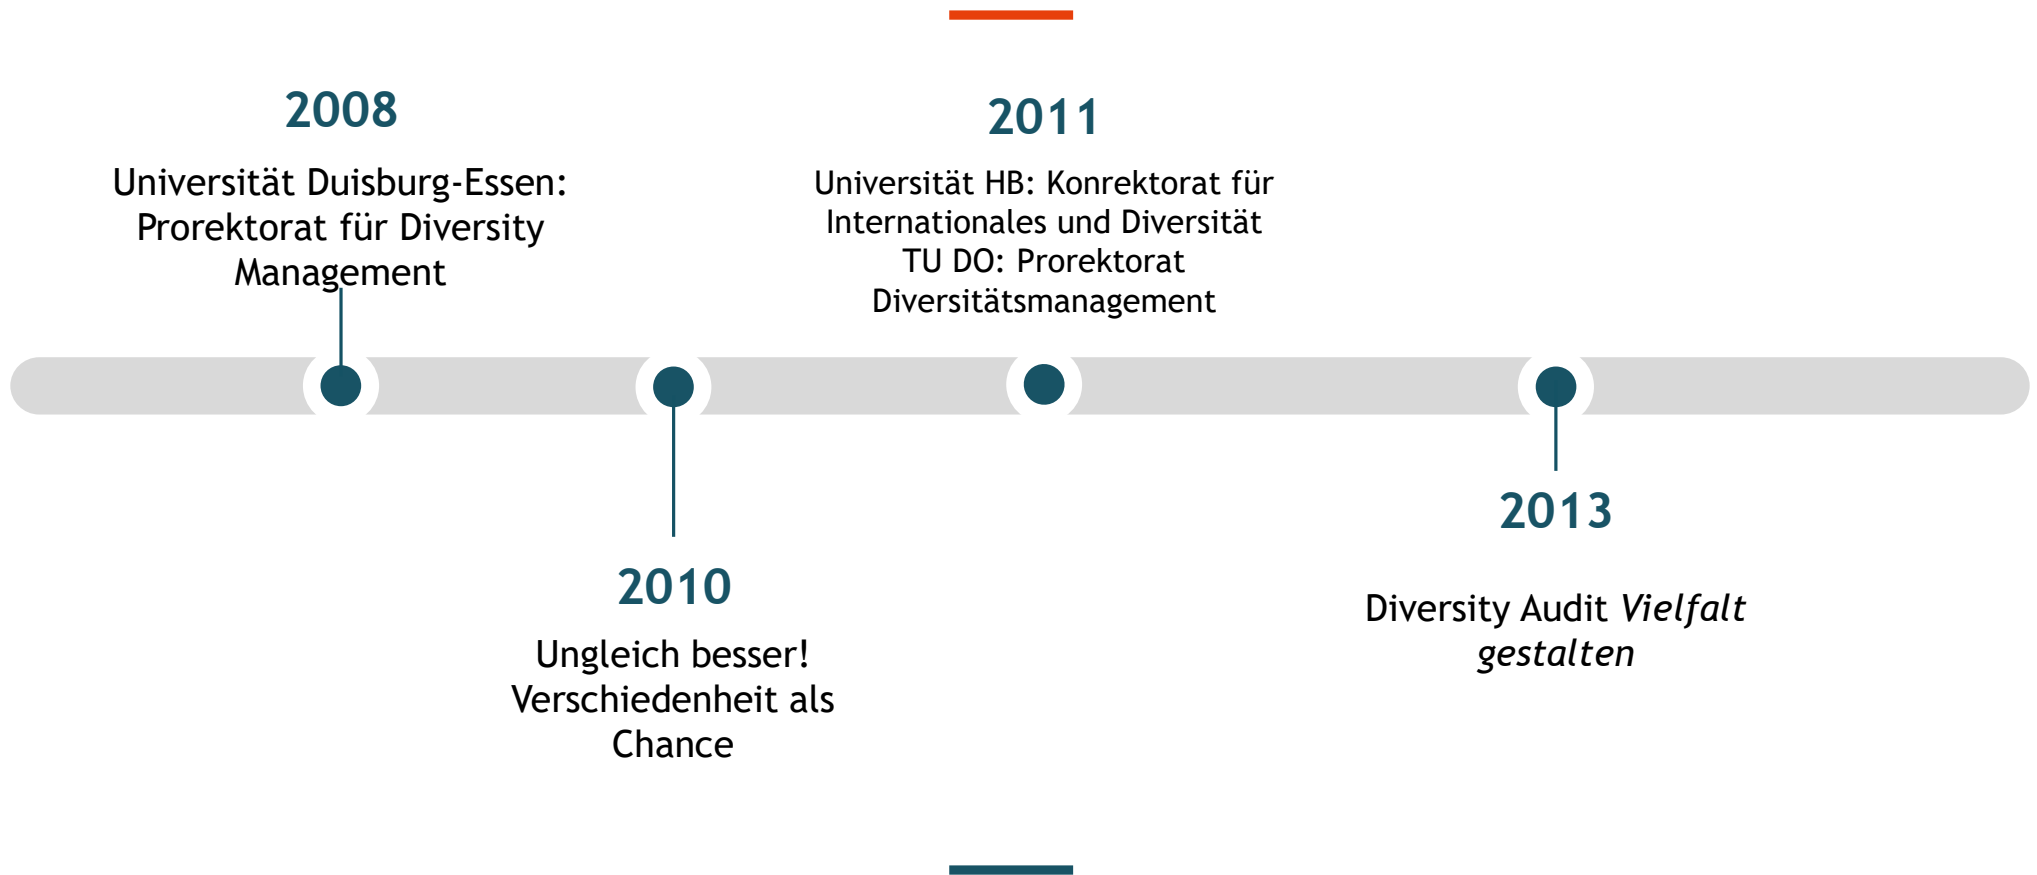 2008
Universität Duisburg-Essen:
Prorektorat für Diversity
Management
2010
Ungleich besser!
Verschiedenheit als
Chance
2011
Universität HB: Konrektorat für
Internationales und Diversität
TU DO: Prorektorat
Diversitätsmanagement
2013
Diversity Audit Vielfalt
gestalten